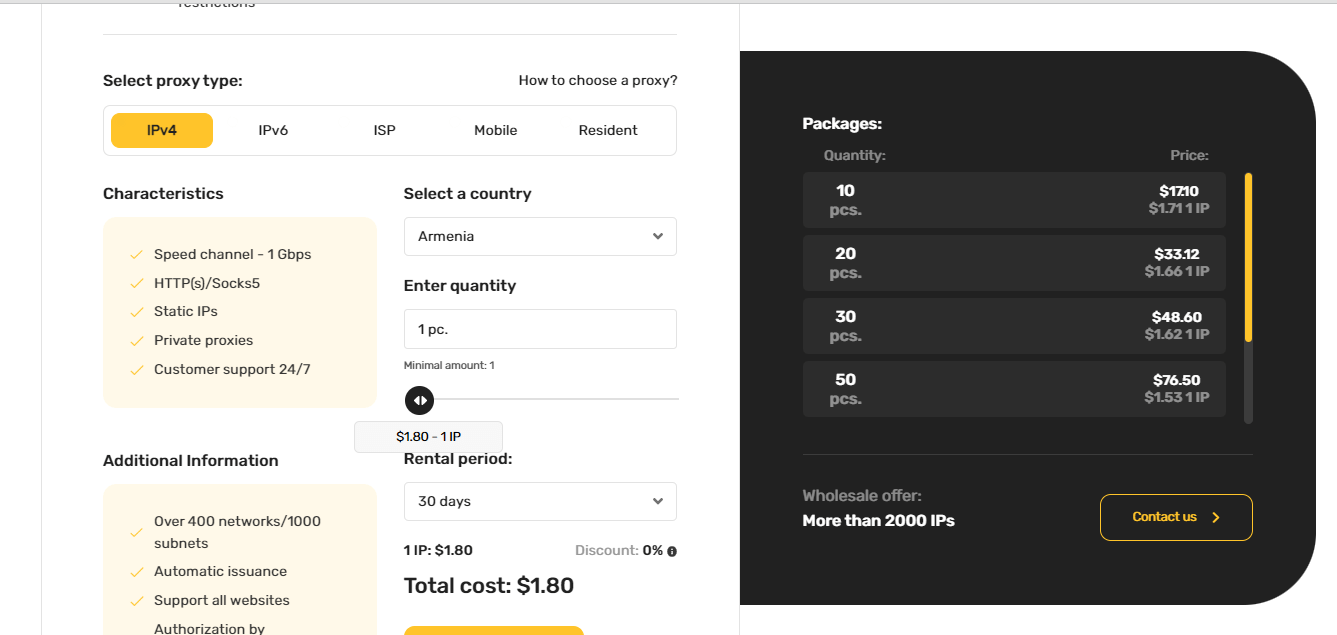 restrictions
Select proxy type:
How to choose a proxy?
IPv4
IPv6
ISP
Mobile
Resident
Characteristics
Speed channel - 1 Gbps
HTTP(s)/Socks5
Static IPs
Private proxies
Customer support 24/7
Select a country
Armenia
Enter quantity
1 pc.
Minimal amount: 1
$1.80 - 1 IP
Additional Information
Over 400 networks/1000
subnets
Automatic issuance
Support all websites
Authorization by
Rental period:
30 days
1 IP: $1.80
Discount: 0%
Total cost: $1.80
Packages:
Quantity:
Price:
10
pcs.
$17.10
$1.71 1 IP
20
pcs.
$33.12
$1.66 1 IP
30
pcs.
$48.60
$1.62 1 IP
50
pcs.
$76.50
$1.53 1 IP
Wholesale offer:
More than 2000 IPs
Contact us